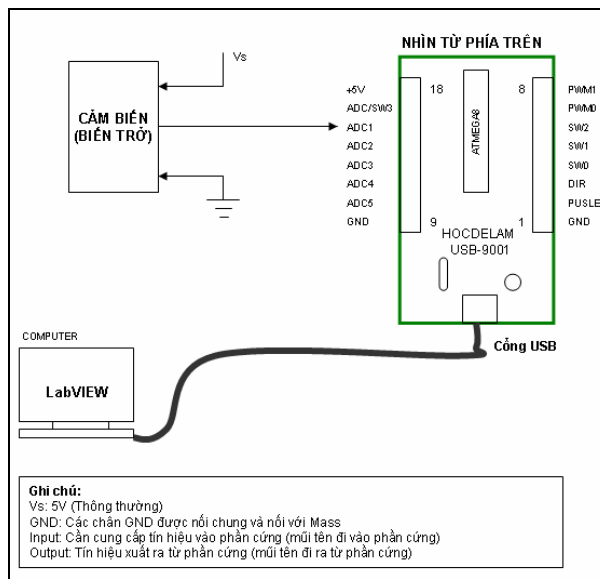 NHÌN TỪ PHÍA TRÊN
Vs
CẢM BIẾN
(BIẾN TRỞ)
+5V
ADC/SW3
ADC1
ADC2
ADC3
ADC4
ADC5
GND
18
9
ATMEGA8
8
1
PWM1
PWM0
SW2
SW1
SW0
DIR
PUSLE
GND
HOCDELAM
USB-9001
Cổng USB
COMPUTER
LabVIEW
Ghi chú:
Vs: 5V (Thông thường)
GND: Các chân GND được nối chung và nối với Mass
Input: Cần cung cấp tín hiệu vào phần cứng (mũi tên đi vào phần cứng)
Output: Tín hiệu xuất ra từ phần cứng (mũi tên đi ra từ phần cứng)